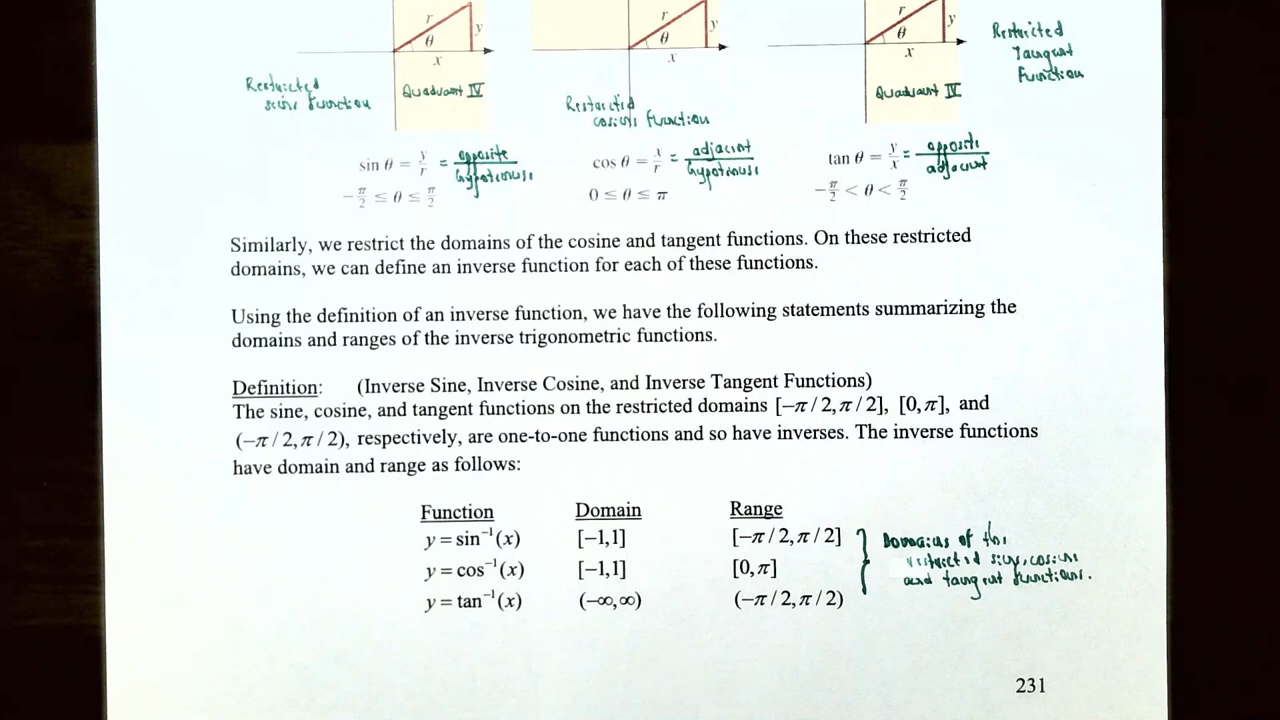 r y r y r y
θ θ θ
x x x
Restricted
Tangent
Function
Restricted
sine function
Quadrant IV
Restricted
cosine function
Quadrant IV
sin θ = y/r = opposite/hypotenuse
cos θ = x/r = adjacent/hypotenuse
tan θ = y/x = opposite/adjacent
−π/2 ≤ θ ≤ π/2
0 ≤ θ ≤ π
−π/2 < θ < π/2
Similarly, we restrict the domains of the cosine and tangent functions. On these restricted
domains, we can define an inverse function for each of these functions.
Using the definition of an inverse function, we have the following statements summarizing the
domains and ranges of the inverse trigonometric functions.
Definition: (Inverse Sine, Inverse Cosine, and Inverse Tangent Functions)
The sine, cosine, and tangent functions on the restricted domains [−π/2,π/2], [0,π], and
(−π/2,π/2), respectively, are one-to-one functions and so have inverses. The inverse functions
have domain and range as follows:
Function Domain Range
y = sin⁻¹(x) [−1,1] [−π/2,π/2]
y = cos⁻¹(x) [−1,1] [0,π]
y = tan⁻¹(x) (−∞,∞) (−π/2,π/2)
Domains of the
restricted sine, cosine
and tangent functions.
231